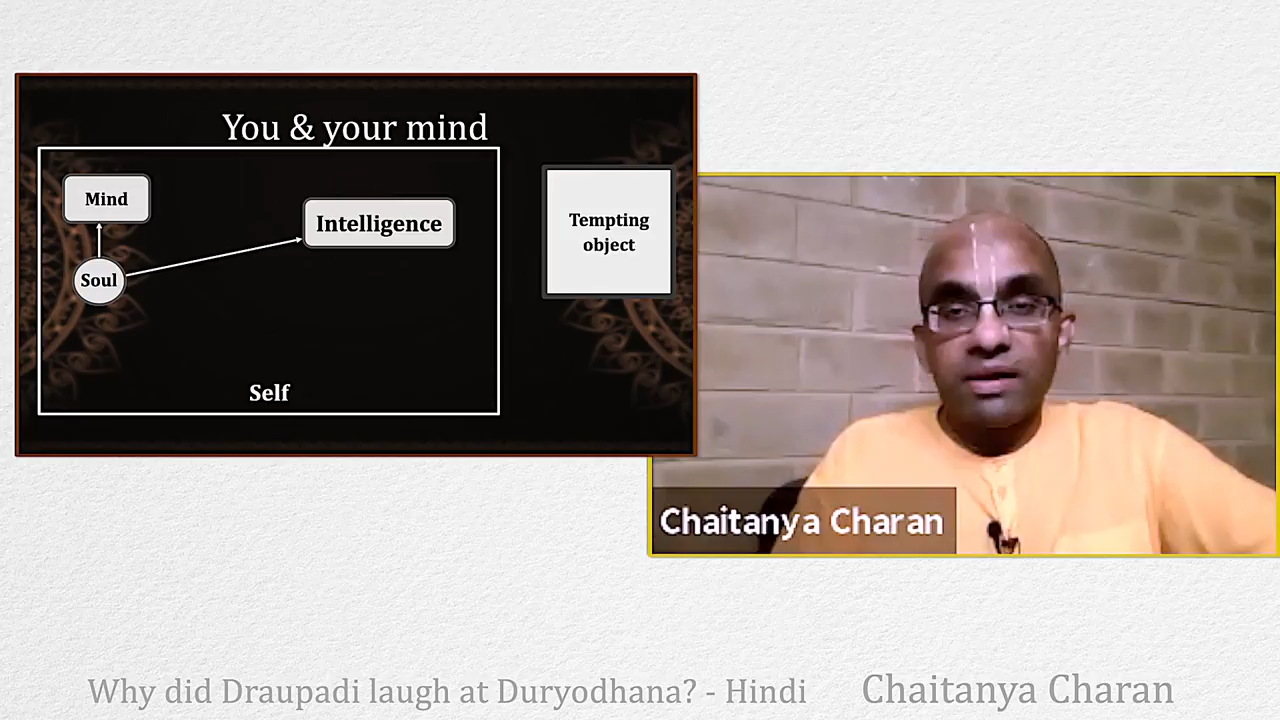 You & your mind
Mind
Intelligence
Soul
Self
Tempting
object
Chaitanya Charan
Why did Draupadi laugh at Duryodhana? - Hindi
Chaitanya Charan